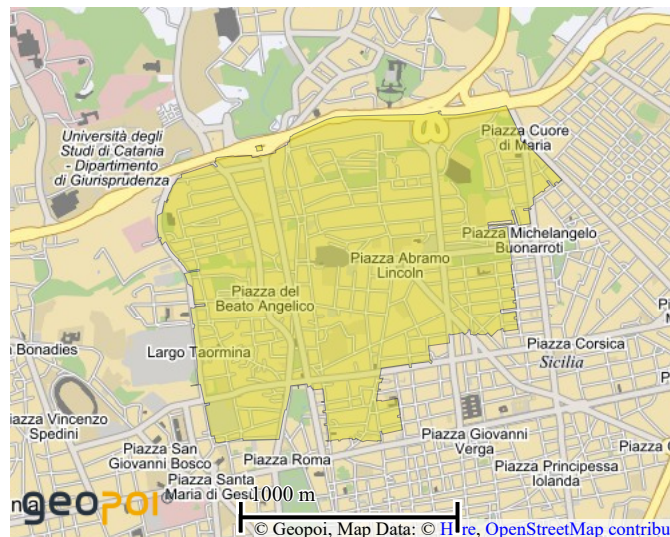 Università degli
Studi di Catania
- Dipartimento
di Giurisprudenza
Piazza Cuore
di Maria
Piazza Michelangelo
Buonarroti
Piazza Abramo
Lincoln
Piazza del
Beato Angelico
Largo Taormina
Bonadies
Piazza Corsica
Sicilia
Piazza Vincenzo
Spedini
Piazza San
Giovanni Bosco
Piazza Roma
Piazza Giovanni
Verga
Piazza Santa
Maria di Gesù
Piazza Principessa
Iolanda
geopoi
1000 m
© Geopoi, Map Data: © Here, OpenStreetMap contribu